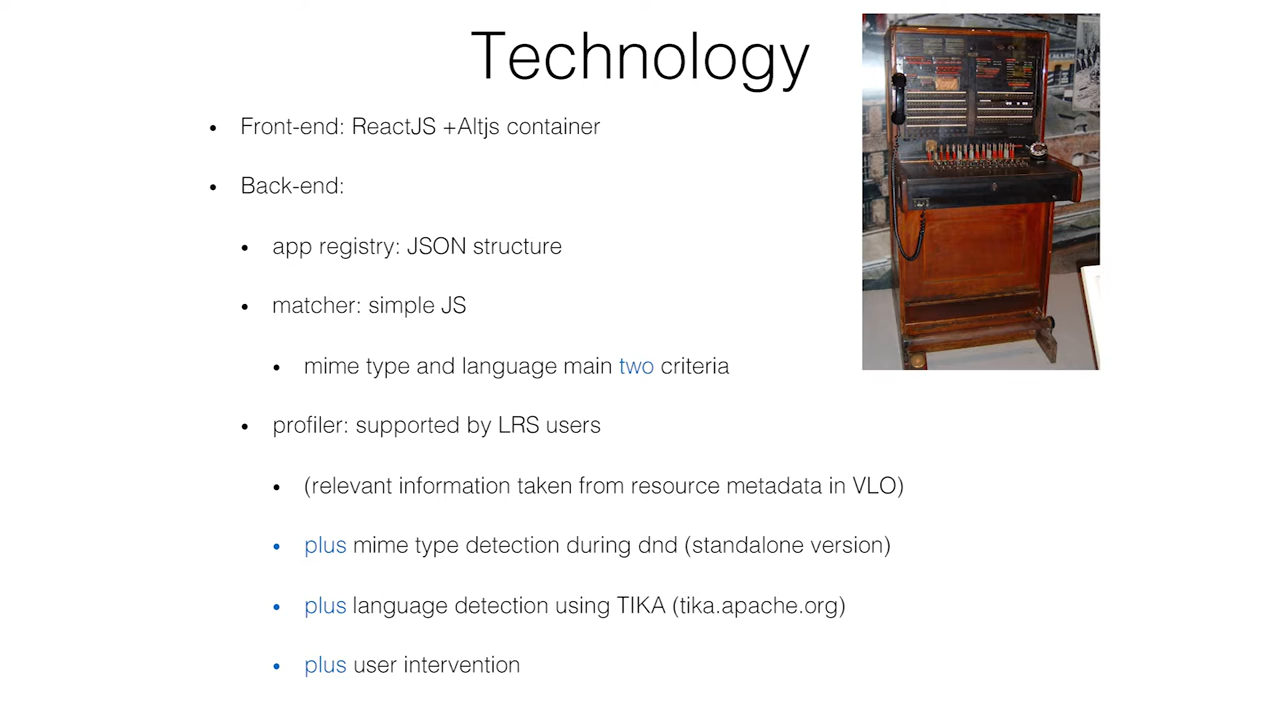 Technology
Front-end: ReactJS +Altjs container
Back-end:
app registry: JSON structure
matcher: simple JS
mime type and language main two criteria
profiler: supported by LRS users
(relevant information taken from resource metadata in VLO)
plus mime type detection during dnd (standalone version)
plus language detection using TIKA (tika.apache.org)
plus user intervention